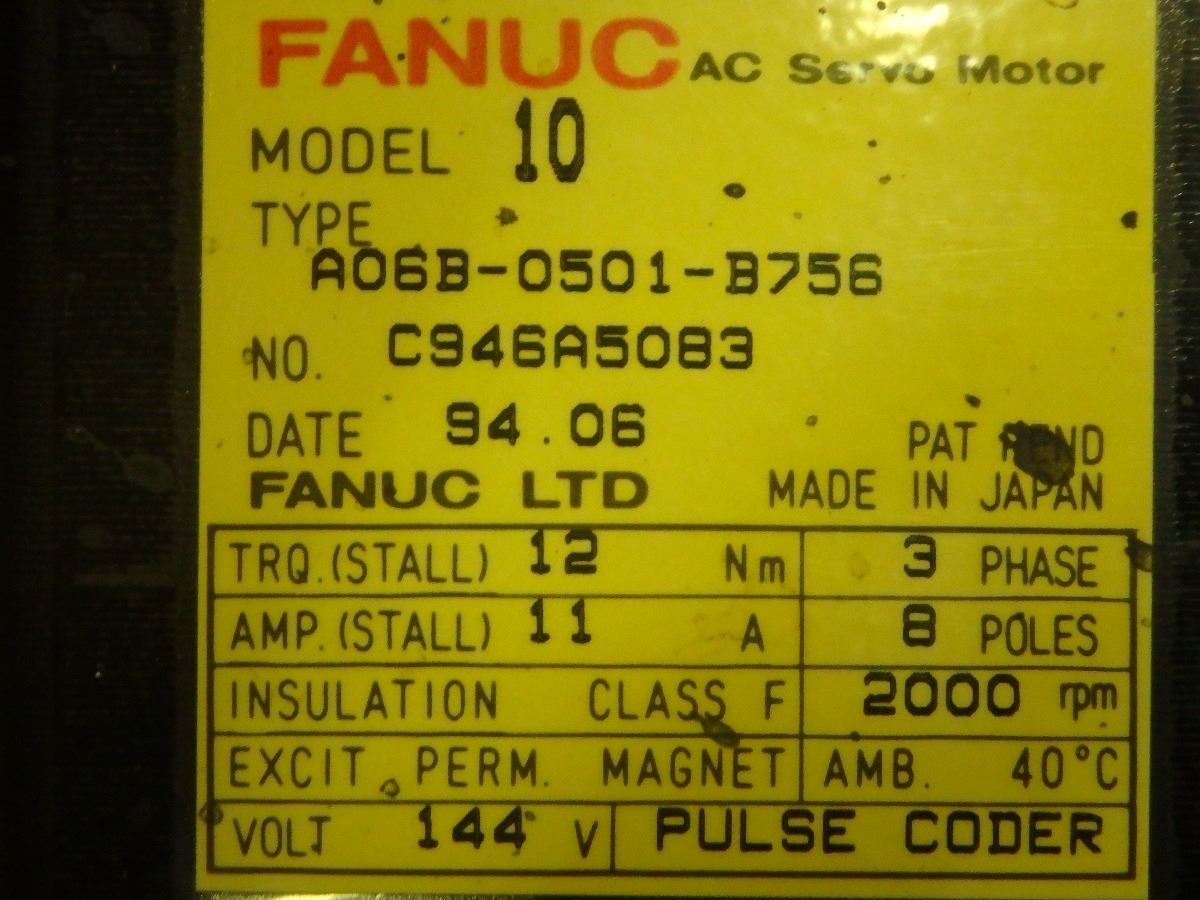 FANUC AC Servo Motor
MODEL 10
TYPE
A06B-0501-B756
NO. C946A5083
DATE 94.06
PAT
FANUC LTD MADE IN JAPAN
TRQ.(STALL) 12 Nm 3 PHASE
AMP.(STALL) 11 A 8 POLES
INSULATION CLASS F 2000 rpm
EXCIT. PERM. MAGNET AMB. 40°C
VOLT 144 V PULSE CODER